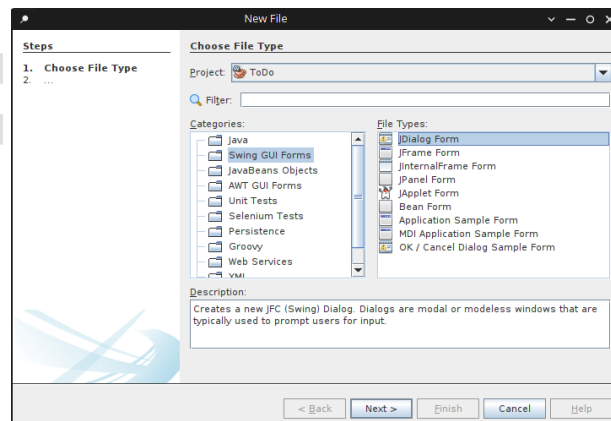 New File
Steps
1. Choose File Type
2. ...
Choose File Type
Project: ToDo
Filter:
Categories:
Java
Swing GUI Forms
JavaBeans Objects
AWT GUI Forms
Unit Tests
Selenium Tests
Persistence
Groovy
Web Services
XML
File Types:
JDialog Form
JFrame Form
JInternalFrame Form
JPanel Form
JApplet Form
Bean Form
Application Sample Form
MDI Application Sample Form
OK / Cancel Dialog Sample Form
Description:
Creates a new JFC (Swing) Dialog. Dialogs are modal or modeless windows that are
typically used to prompt users for input.
< Back Next > Finish Cancel Help